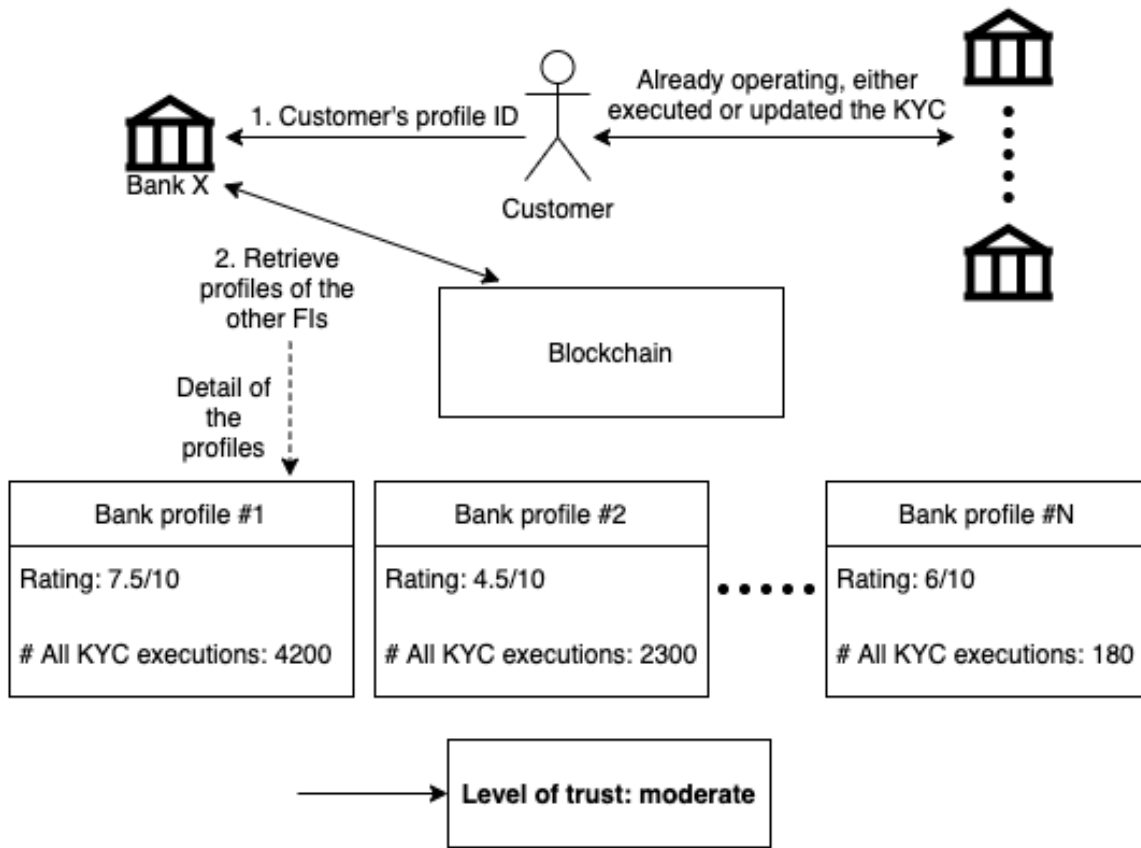 Already operating, either
executed or updated the KYC
1. Customer's profile ID
Bank X
Customer
2. Retrieve
profiles of the
other FIs
Blockchain
Detail of
the
profiles
Bank profile #1
Rating: 7.5/10
# All KYC executions: 4200
Bank profile #2
Rating: 4.5/10
# All KYC executions: 2300
Bank profile #N
Rating: 6/10
# All KYC executions: 180
Level of trust: moderate